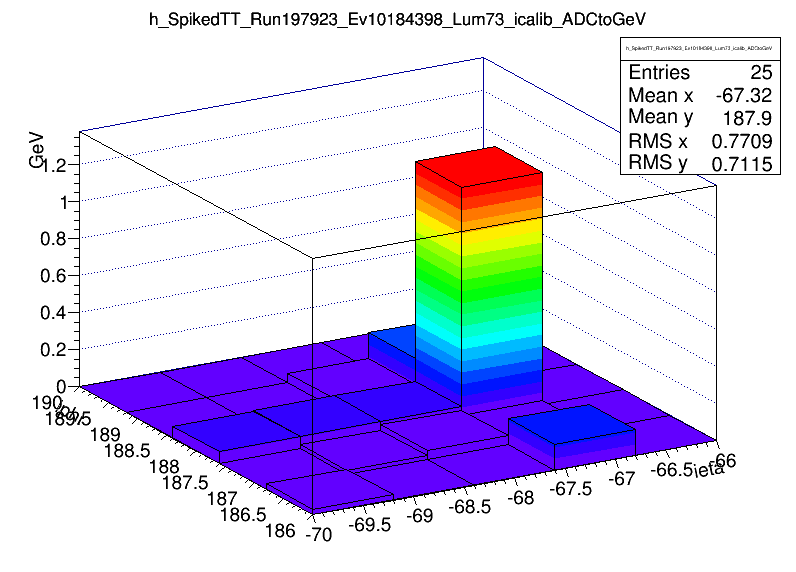 h_SpikedTT_Run197923_Ev10184398_Lum73_icalib_ADCtoGeV
h_SpikedTT_Run197923_Ev10184398_Lum73_icalib_ADCtoGeV
Entries 25
Mean x -67.32
Mean y 187.9
RMS x 0.7709
RMS y 0.7115
GeV
1.2
1
0.8
0.6
0.4
0.2
0
190
189.5
189
188.5
188
187.5
187
186.5
186
-70
-69.5
-69
-68.5
-68
-67.5
-67
-66.5
-66
ieta